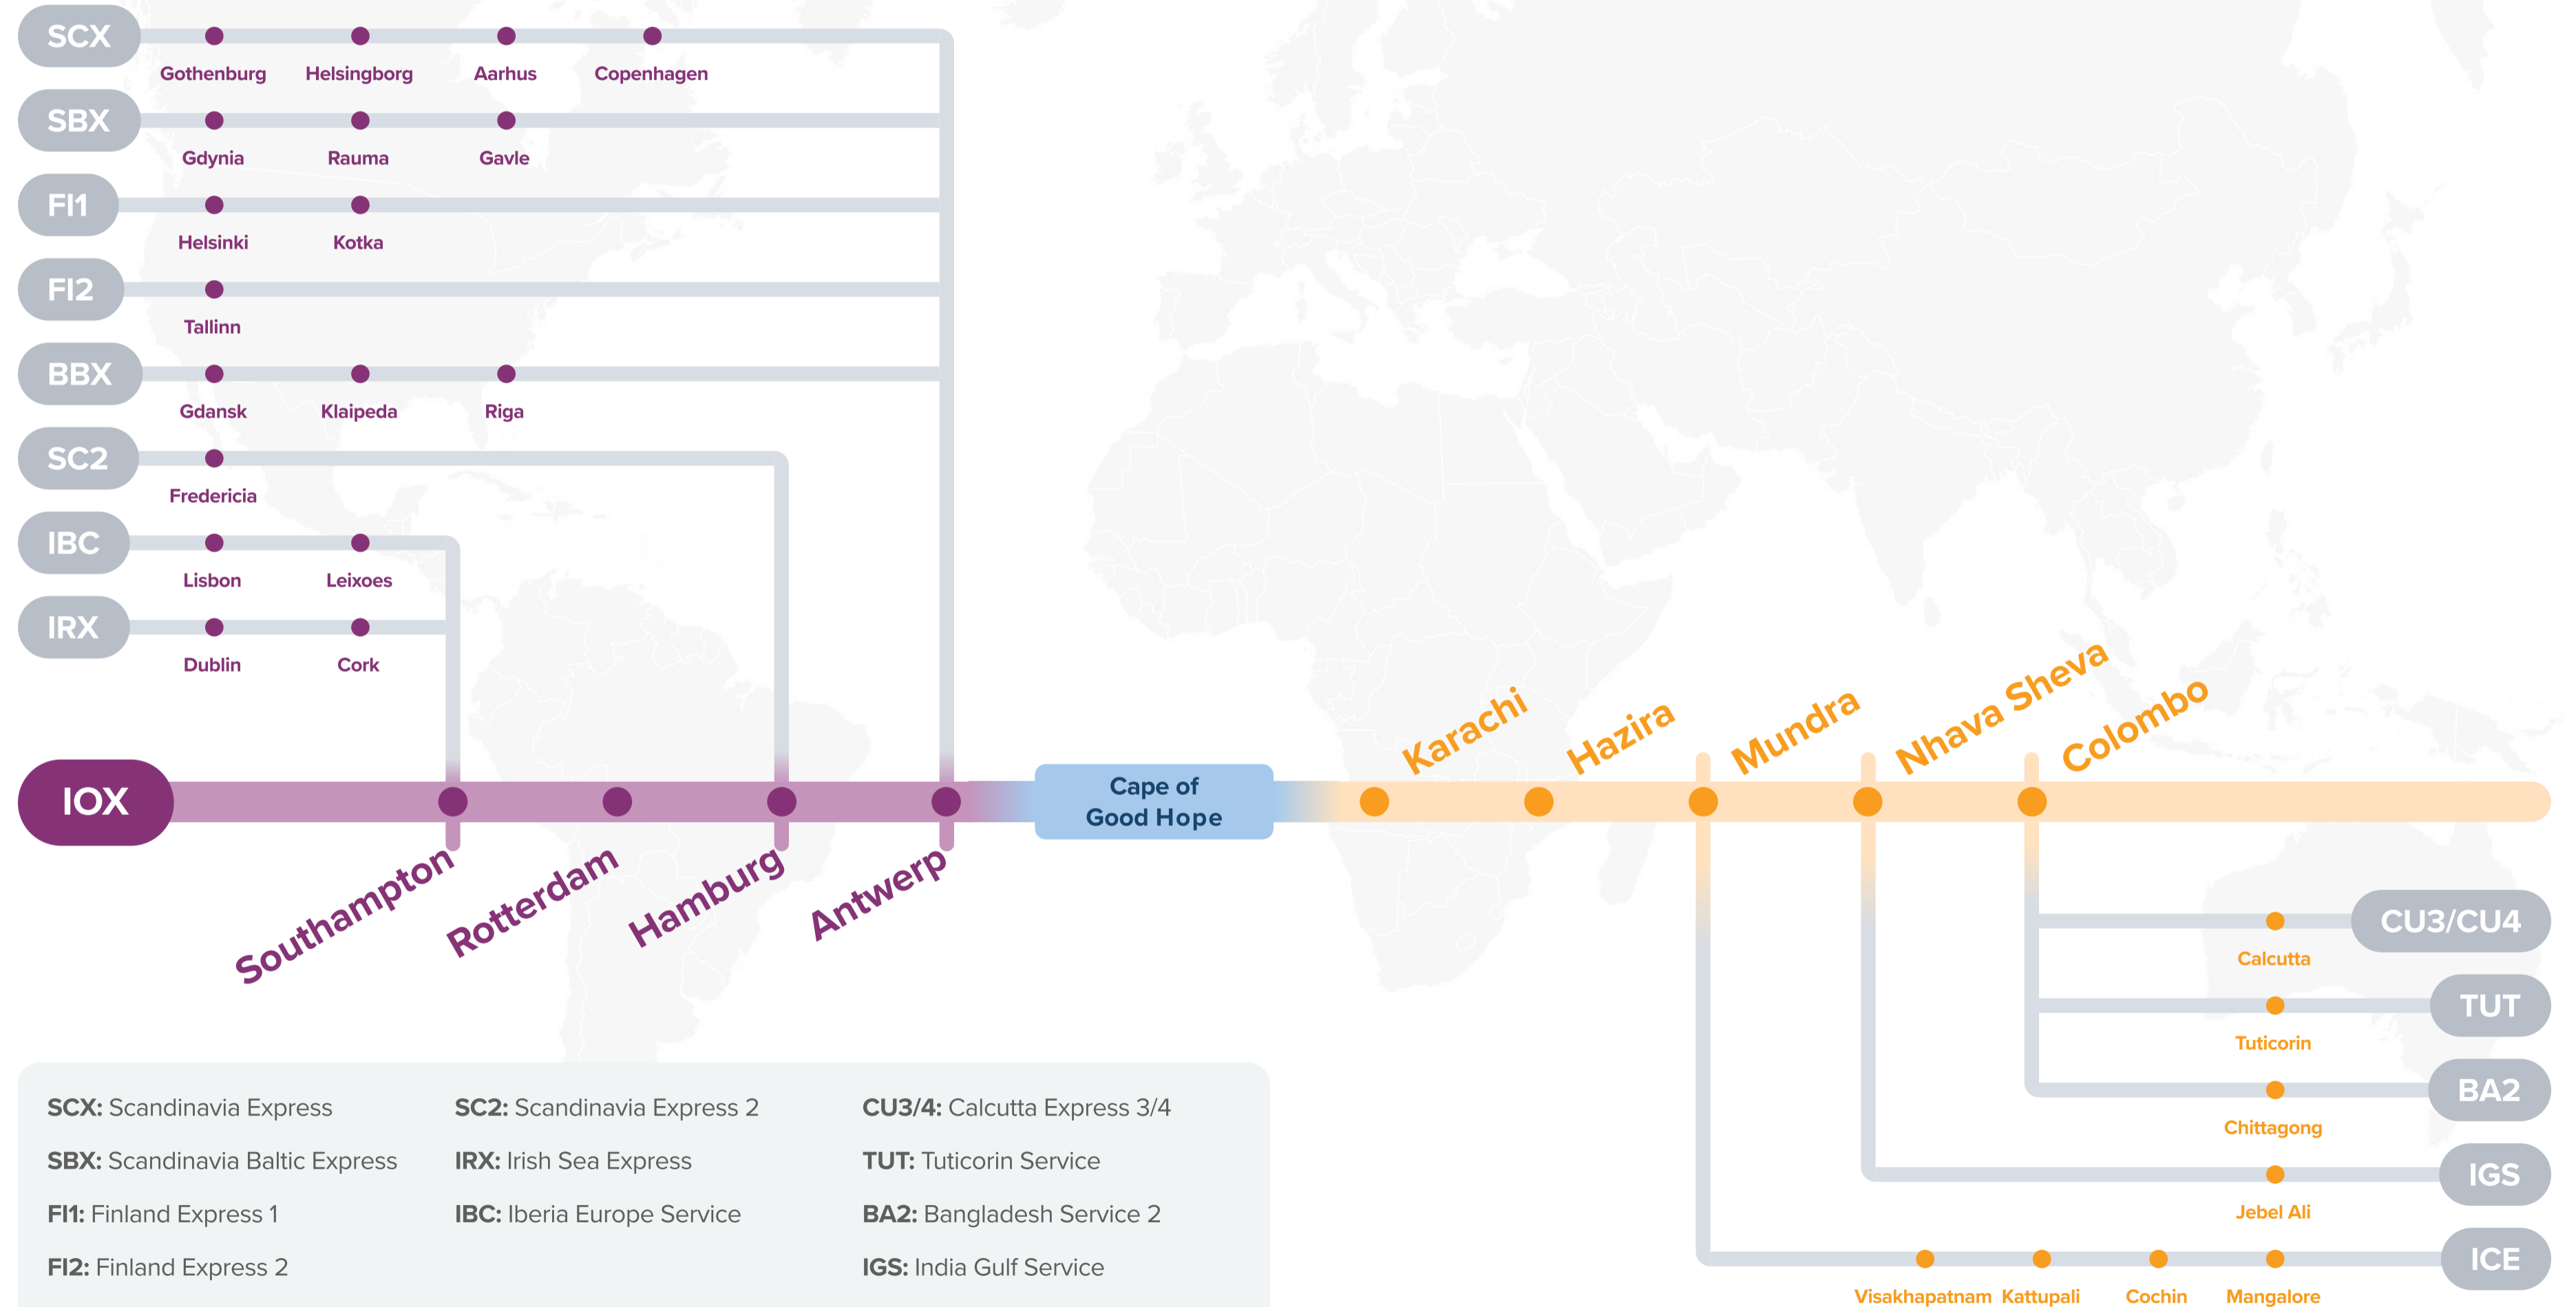 SCX
Gothenburg Helsingborg Aarhus Copenhagen
SBX
Gdynia Rauma Gavle
FI1
Helsinki Kotka
FI2
Tallinn
BBX
Gdansk Klaipeda Riga
SC2
Fredericia
IBC
Lisbon Leixoes
IRX
Dublin Cork
IOX
Southampton
Rotterdam
Hamburg
Antwerp
Cape of
Good Hope
Karachi
Hazira
Mundra
Nhava Sheva
Colombo
CU3/CU4
Calcutta
TUT
Tuticorin
BA2
Chittagong
IGS
Jebel Ali
ICE
Visakhapatnam Kattupali Cochin Mangalore
SCX: Scandinavia Express
SBX: Scandinavia Baltic Express
FI1: Finland Express 1
FI2: Finland Express 2
SC2: Scandinavia Express 2
IRX: Irish Sea Express
IBC: Iberia Europe Service
CU3/4: Calcutta Express 3/4
TUT: Tuticorin Service
BA2: Bangladesh Service 2
IGS: India Gulf Service